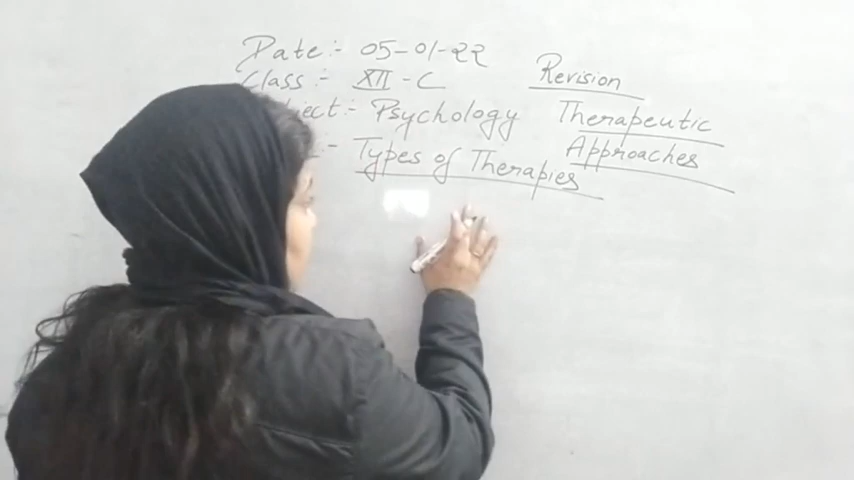 Date :- 05-01-22
Class :- XII - C
Revision
ject :- Psychology
Therapeutic
:- Types of Therapies
Approaches